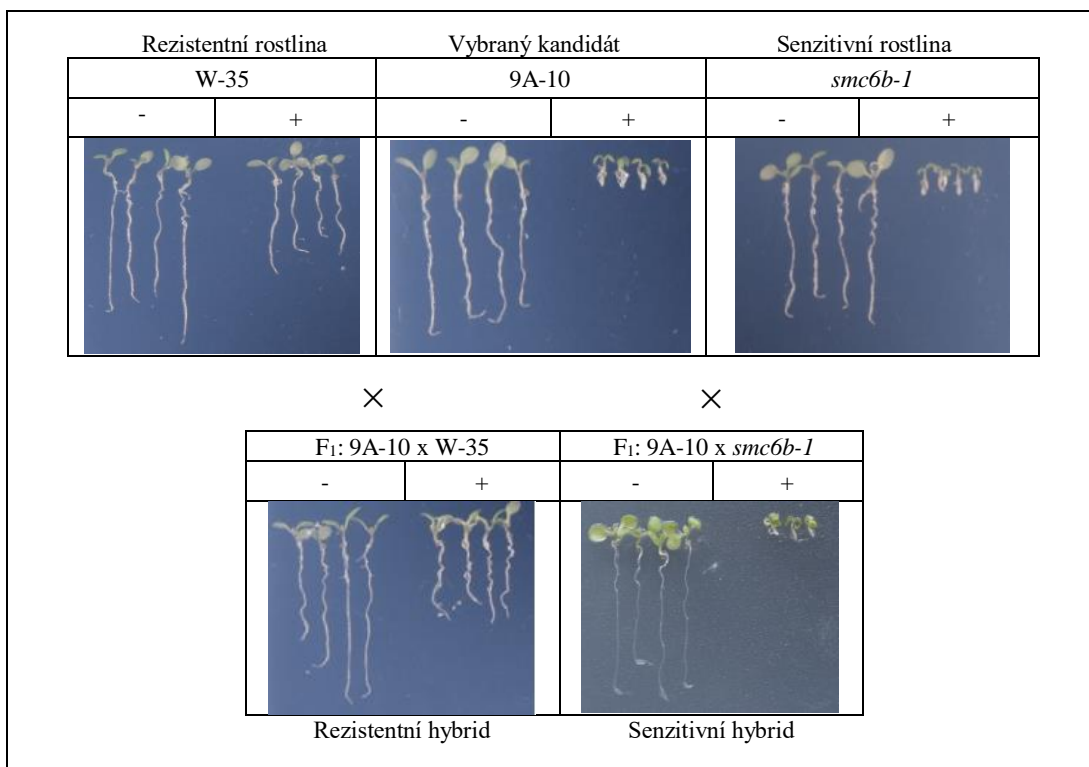 Rezistentní rostlina Vybraný kandidát Senzitivní rostlina
W-35 9A-10 smc6b-1
- + - + - +
× ×
F₁: 9A-10 x W-35 F₁: 9A-10 x smc6b-1
- + - +
Rezistentní hybrid Senzitivní hybrid